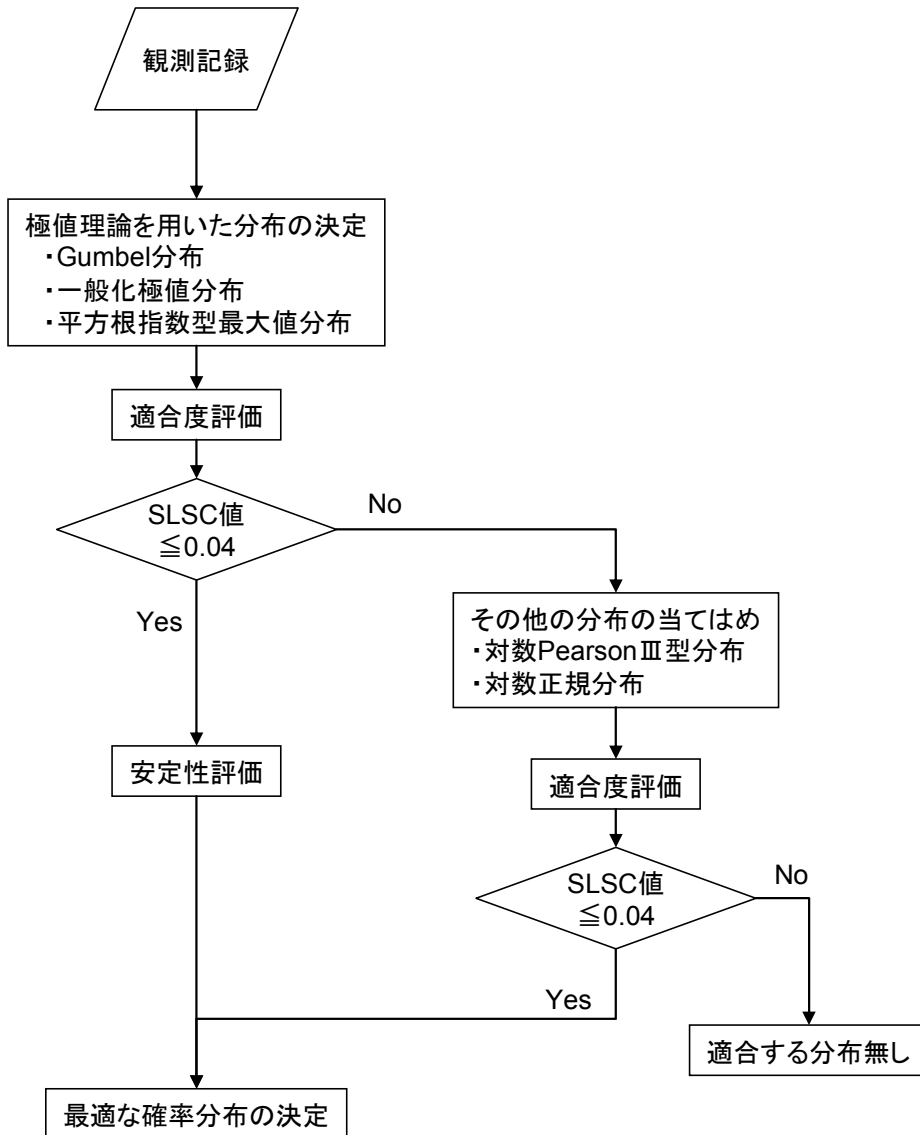 観測記録
極値理論を用いた分布の決定
・Gumbel分布
・一般化極値分布
・平方根指数型最大値分布
適合度評価
SLSC値
≦0.04
No
Yes
その他の分布の当てはめ
・対数PearsonⅢ型分布
・対数正規分布
安定性評価
適合度評価
SLSC値
≦0.04
No
Yes
適合する分布無し
最適な確率分布の決定